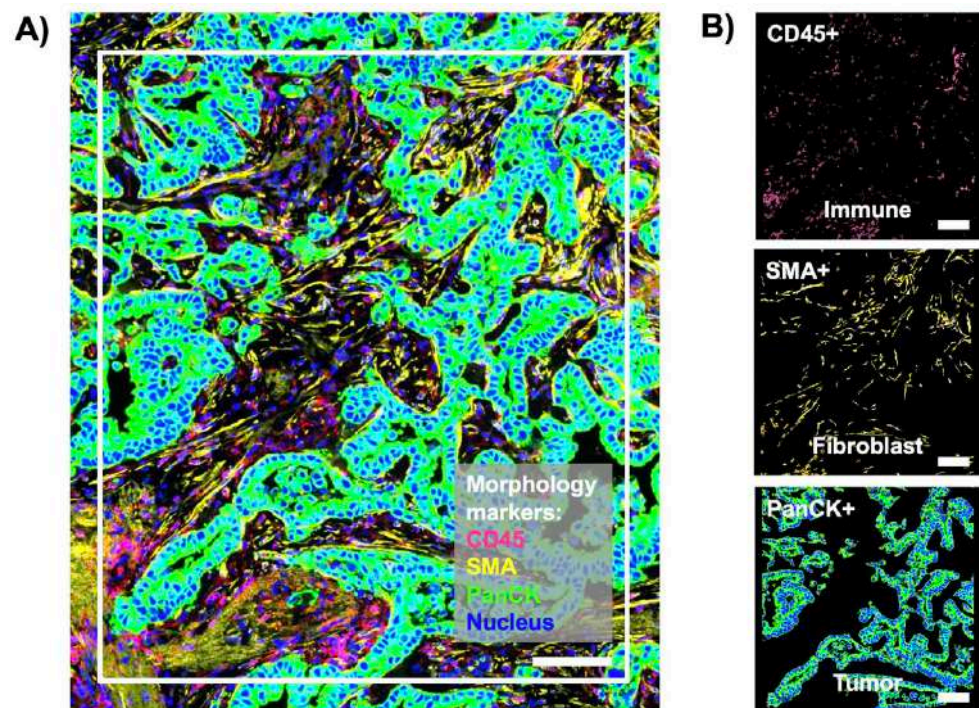 A)
Morphology
markers:
CD45
SMA
PanCK
Nucleus
B)
CD45+
Immune
SMA+
Fibroblast
PanCK+
Tumor